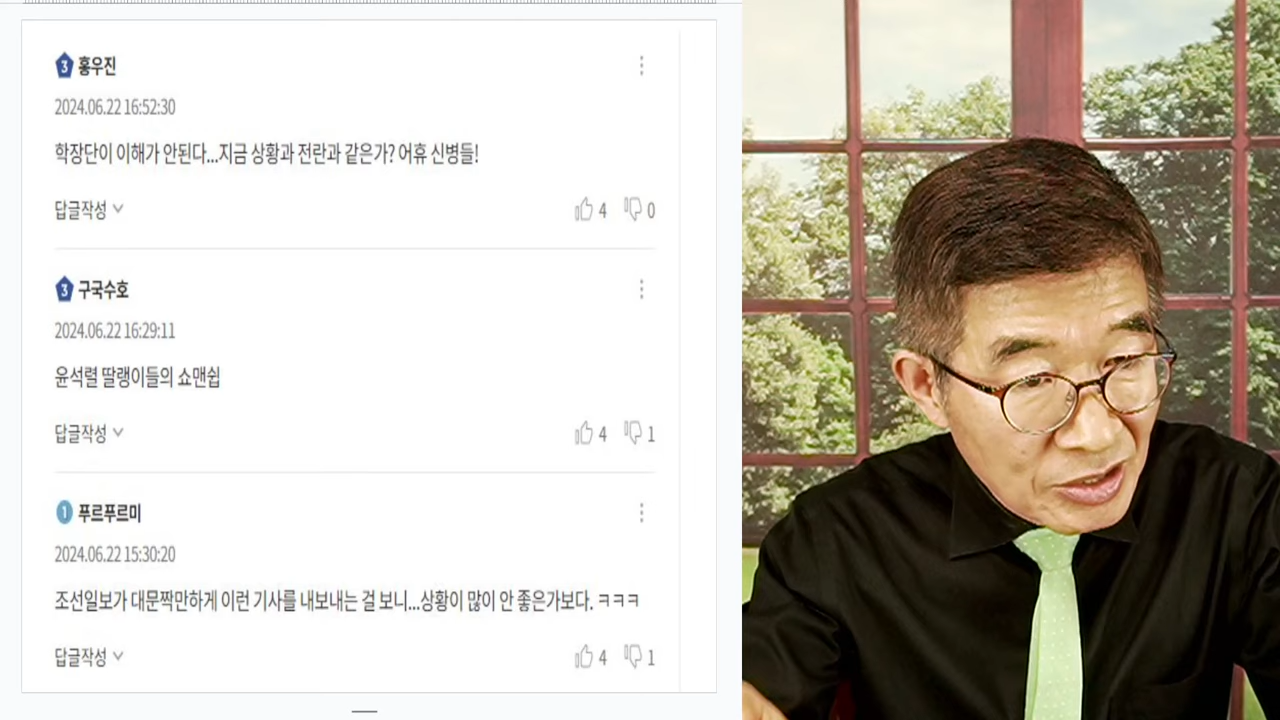 3 홍우진
2024.06.22 16:52:30
학장단이 이해가 안된다...지금 상황과 전란과 같은가? 어휴 신병들!
답글작성 4 0
3 구국수호
2024.06.22 16:29:11
윤석렬 딸랭이들의 쇼맨쉽
답글작성 4 1
1 푸르푸르미
2024.06.22 15:30:20
조선일보가 대문짝만하게 이런 기사를 내보내는 걸 보니...상황이 많이 안 좋은가보다. ㅋㅋㅋ
답글작성 4 1